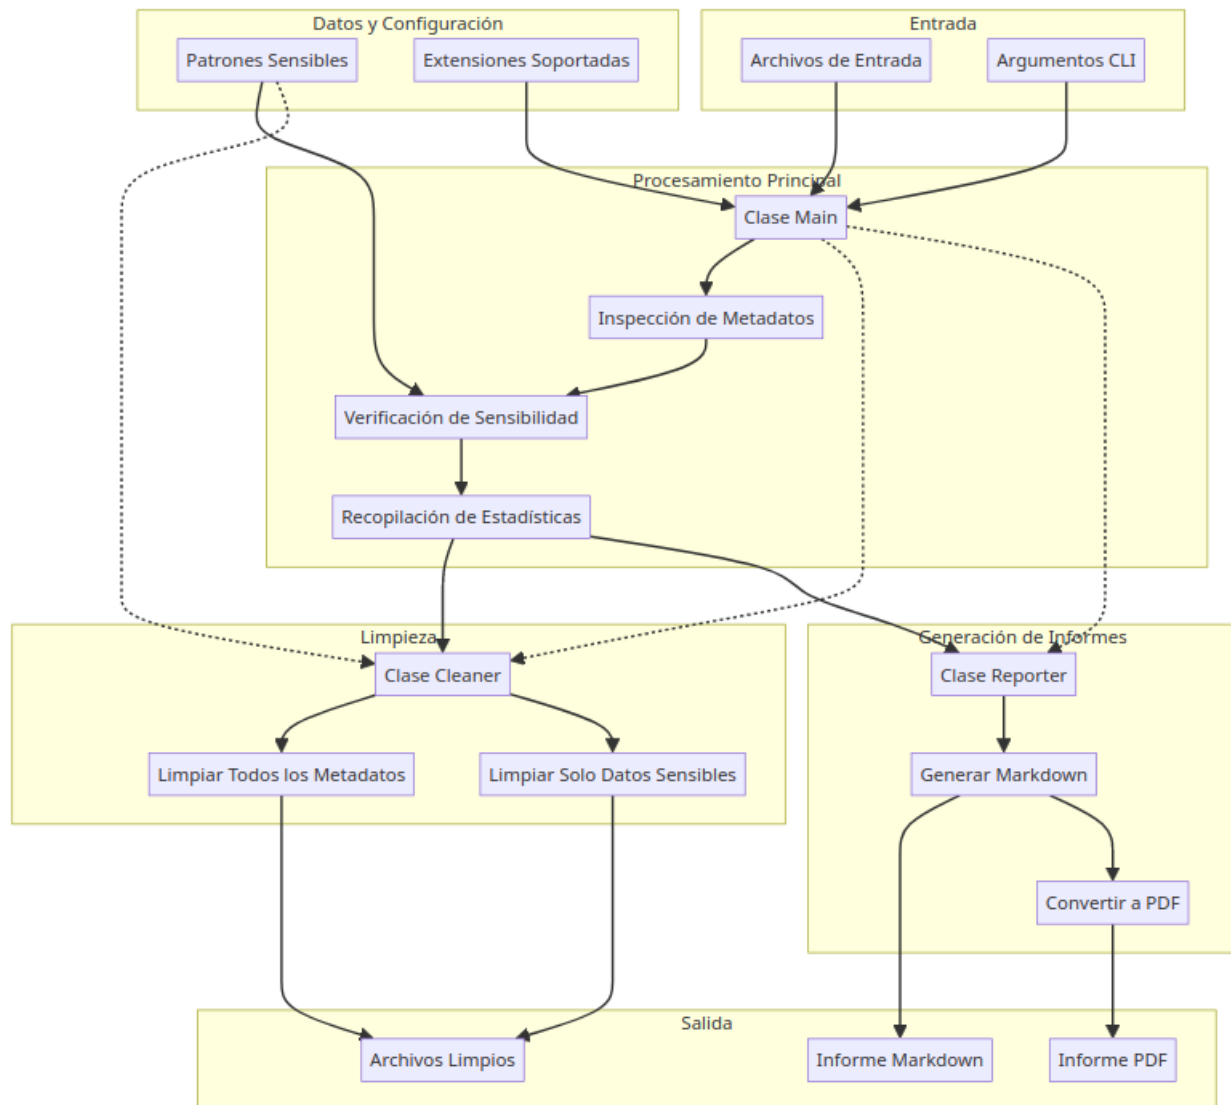 Datos y Configuración
Entrada
Patrones Sensibles
Extensiones Soportadas
Archivos de Entrada
Argumentos CLI
Procesamiento Principal
Clase Main
Inspección de Metadatos
Verificación de Sensibilidad
Recopilación de Estadísticas
Limpieza
Generación de Informes
Clase Cleaner
Clase Reporter
Limpiar Todos los Metadatos
Limpiar Solo Datos Sensibles
Generar Markdown
Convertir a PDF
Salida
Archivos Limpios
Informe Markdown
Informe PDF